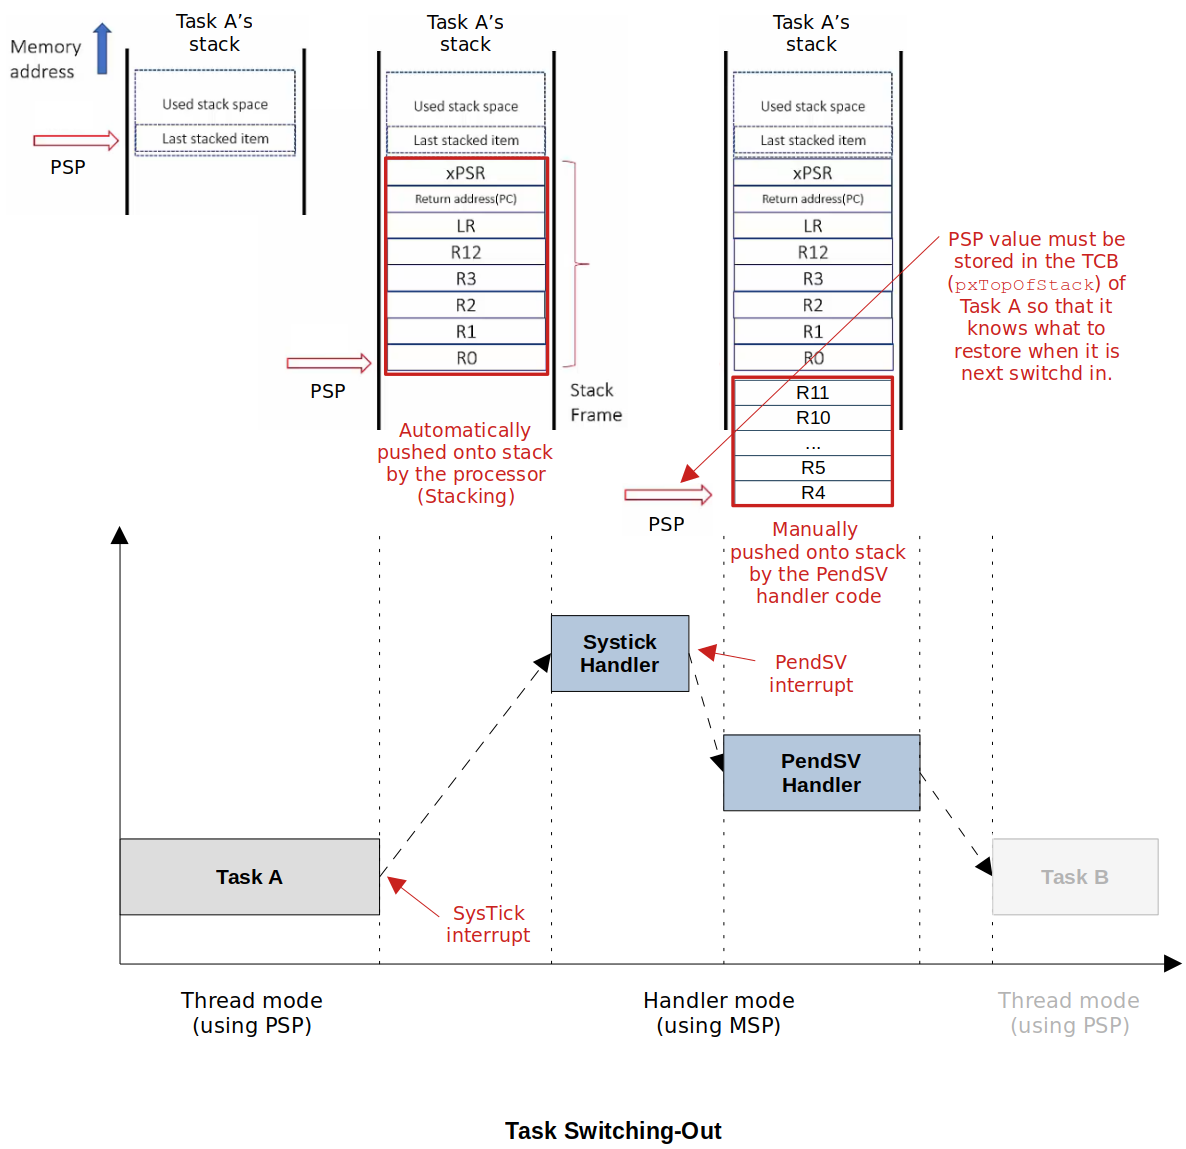 Memory
address
Task A’s
stack
Used stack space
Last stacked item
PSP
Task A’s
stack
Used stack space
Last stacked item
xPSR
Return address(PC)
LR
R12
R3
R2
R1
R0
PSP
Stack
Frame
Automatically
pushed onto stack
by the processor
(Stacking)
Task A’s
stack
Used stack space
Last stacked item
xPSR
Return address(PC)
LR
R12
R3
R2
R1
R0
R11
R10
...
R5
R4
PSP
PSP value must be
stored in the TCB
(pxTopOfStack) of
Task A so that it
knows what to
restore when it is
next switchd in.
Manually
pushed onto stack
by the PendSV
handler code
Systick
Handler
PendSV
interrupt
PendSV
Handler
Task A
SysTick
interrupt
Task B
Thread mode
(using PSP)
Handler mode
(using MSP)
Thread mode
(using PSP)
Task Switching-Out